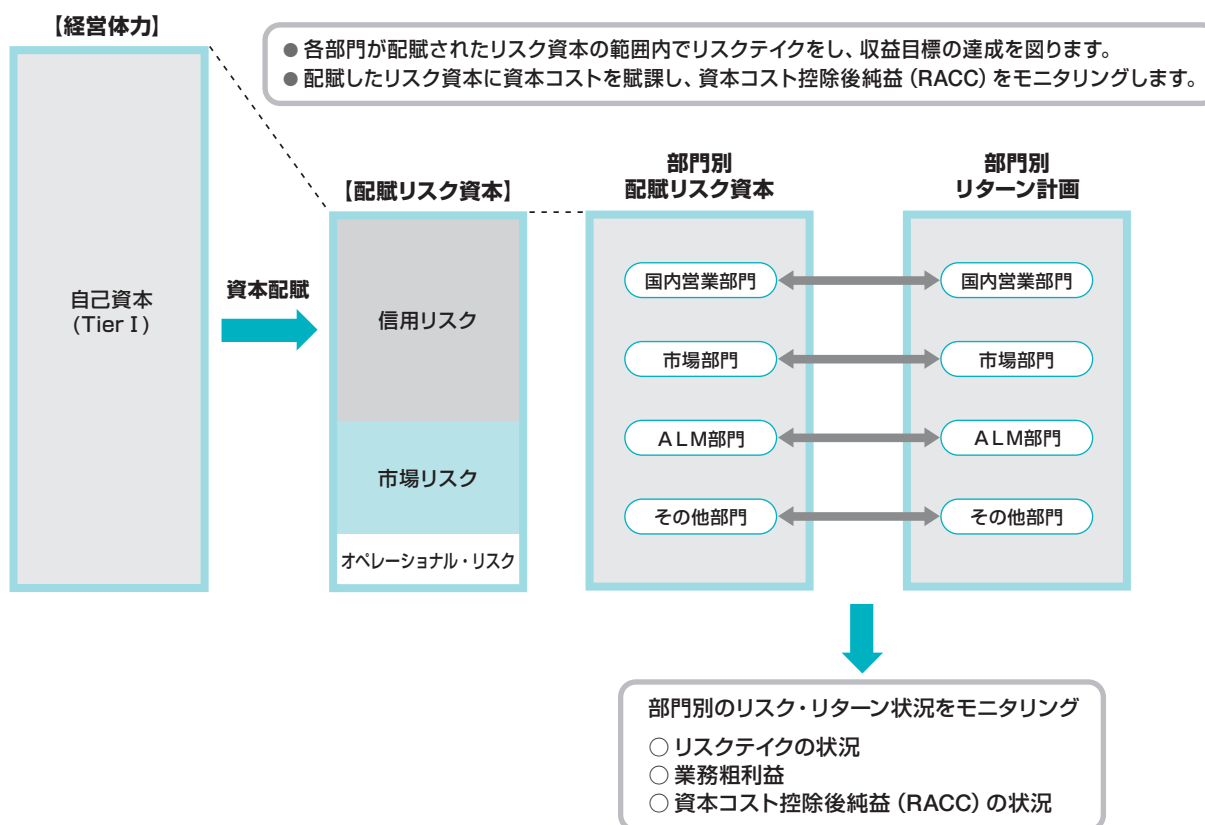 【経営体力】
● 各部門が配賦されたリスク資本の範囲内でリスクテイクをし、収益目標の達成を図ります。
● 配賦したリスク資本に資本コストを賦課し、資本コスト控除後純益（RACC）をモニタリングします。
自己資本
(Tier Ⅰ)
資本配賦
【配賦リスク資本】
信用リスク
市場リスク
オペレーショナル・リスク
部門別
配賦リスク資本
国内営業部門
市場部門
ALM部門
その他部門
部門別
リターン計画
国内営業部門
市場部門
ALM部門
その他部門
部門別のリスク・リターン状況をモニタリング
○ リスクテイクの状況
○ 業務粗利益
○ 資本コスト控除後純益（RACC）の状況